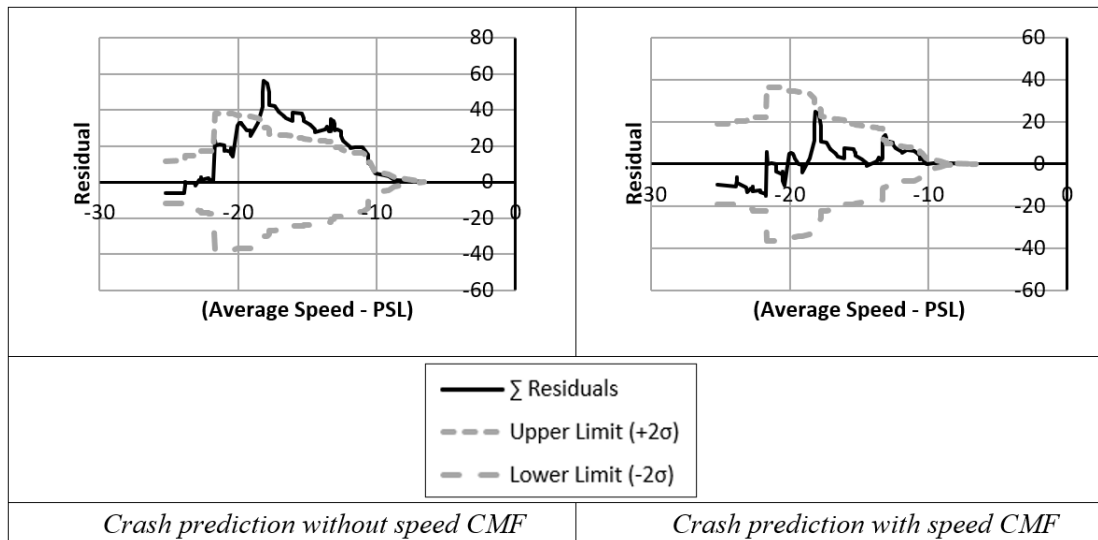 80
60
40
20
0
-20
-40
-60
-30
-20
-10
0
Residual
(Average Speed - PSL)
60
40
20
0
-20
-40
-60
-30
-20
-10
0
Residual
(Average Speed - PSL)
∑ Residuals
Upper Limit (+2σ)
Lower Limit (-2σ)
Crash prediction without speed CMF
Crash prediction with speed CMF